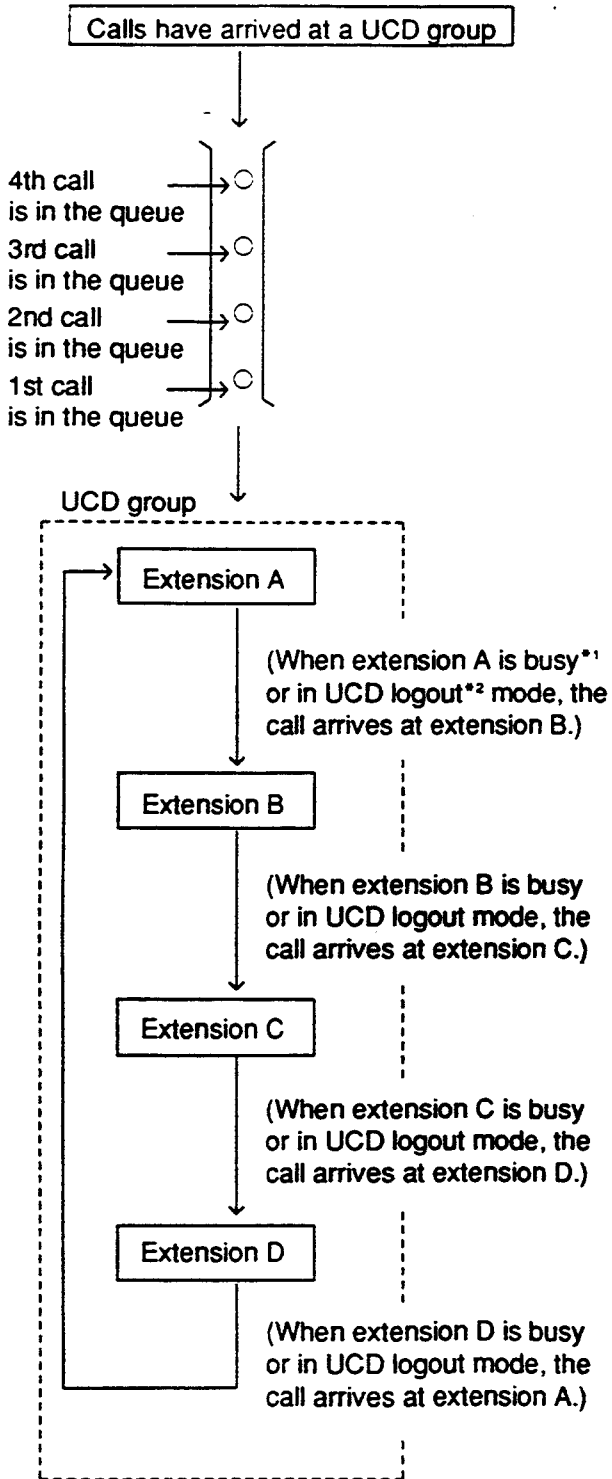 Calls have arrived at a UCD group
4th call
is in the queue
3rd call
is in the queue
2nd call
is in the queue
1st call
is in the queue
UCD group
Extension A
(When extension A is busy*1
or in UCD logout*2 mode, the
call arrives at extension B.)
Extension B
(When extension B is busy
or in UCD logout mode, the
call arrives at extension C.)
Extension C
(When extension C is busy
or in UCD logout mode, the
call arrives at extension D.)
Extension D
(When extension D is busy
or in UCD logout mode, the
call arrives at extension A.)